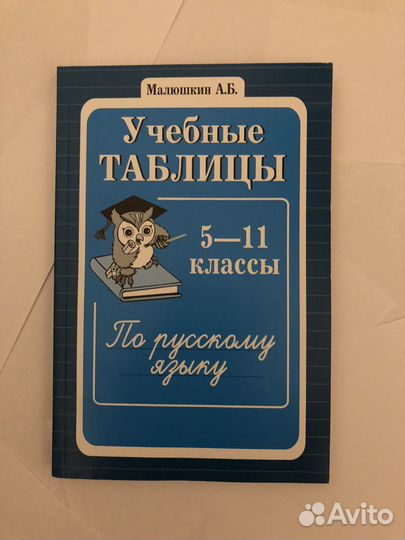 Малюшкин А.Б.
Учебные
ТАБЛИЦЫ
5—11
классы
По русскому
языку
Avito